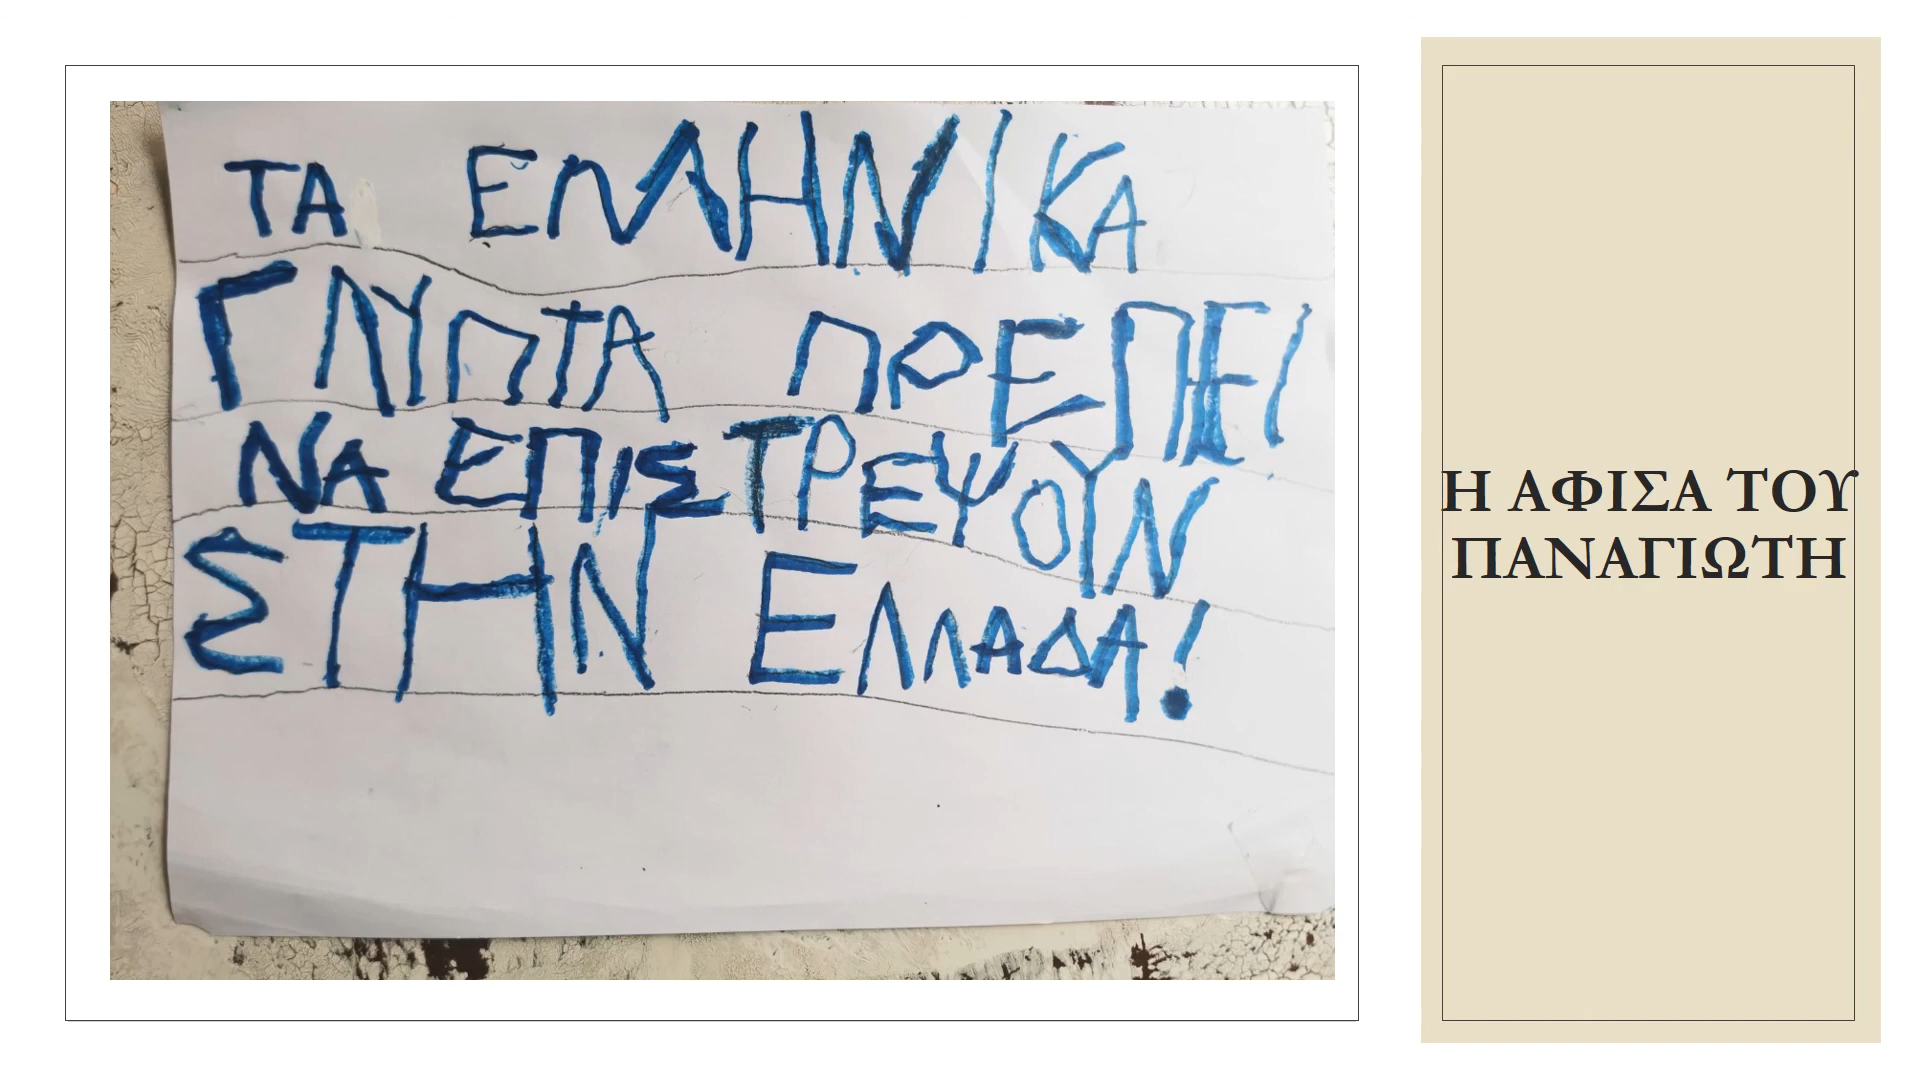 ΤΑ ΕΛΛΗΝΙΚΑ
ΓΛΥΠΤΑ ΠΡΕΠΕΙ
ΝΑ ΕΠΙΣΤΡΕΨΟΥΝ
ΣΤΗΝ ΕΛΛΑΔΑ!
Η ΑΦΙΣΑ ΤΟΥ
ΠΑΝΑΓΙΩΤΗ